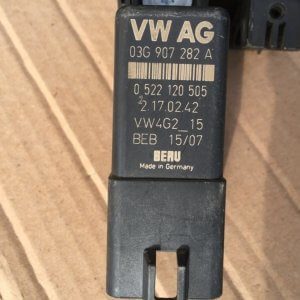 VW AG
03G 907 282 A
0 522 120 505
2.17.02.42
VW4G2_15
BEB 15/07
BERU
Made in Germany